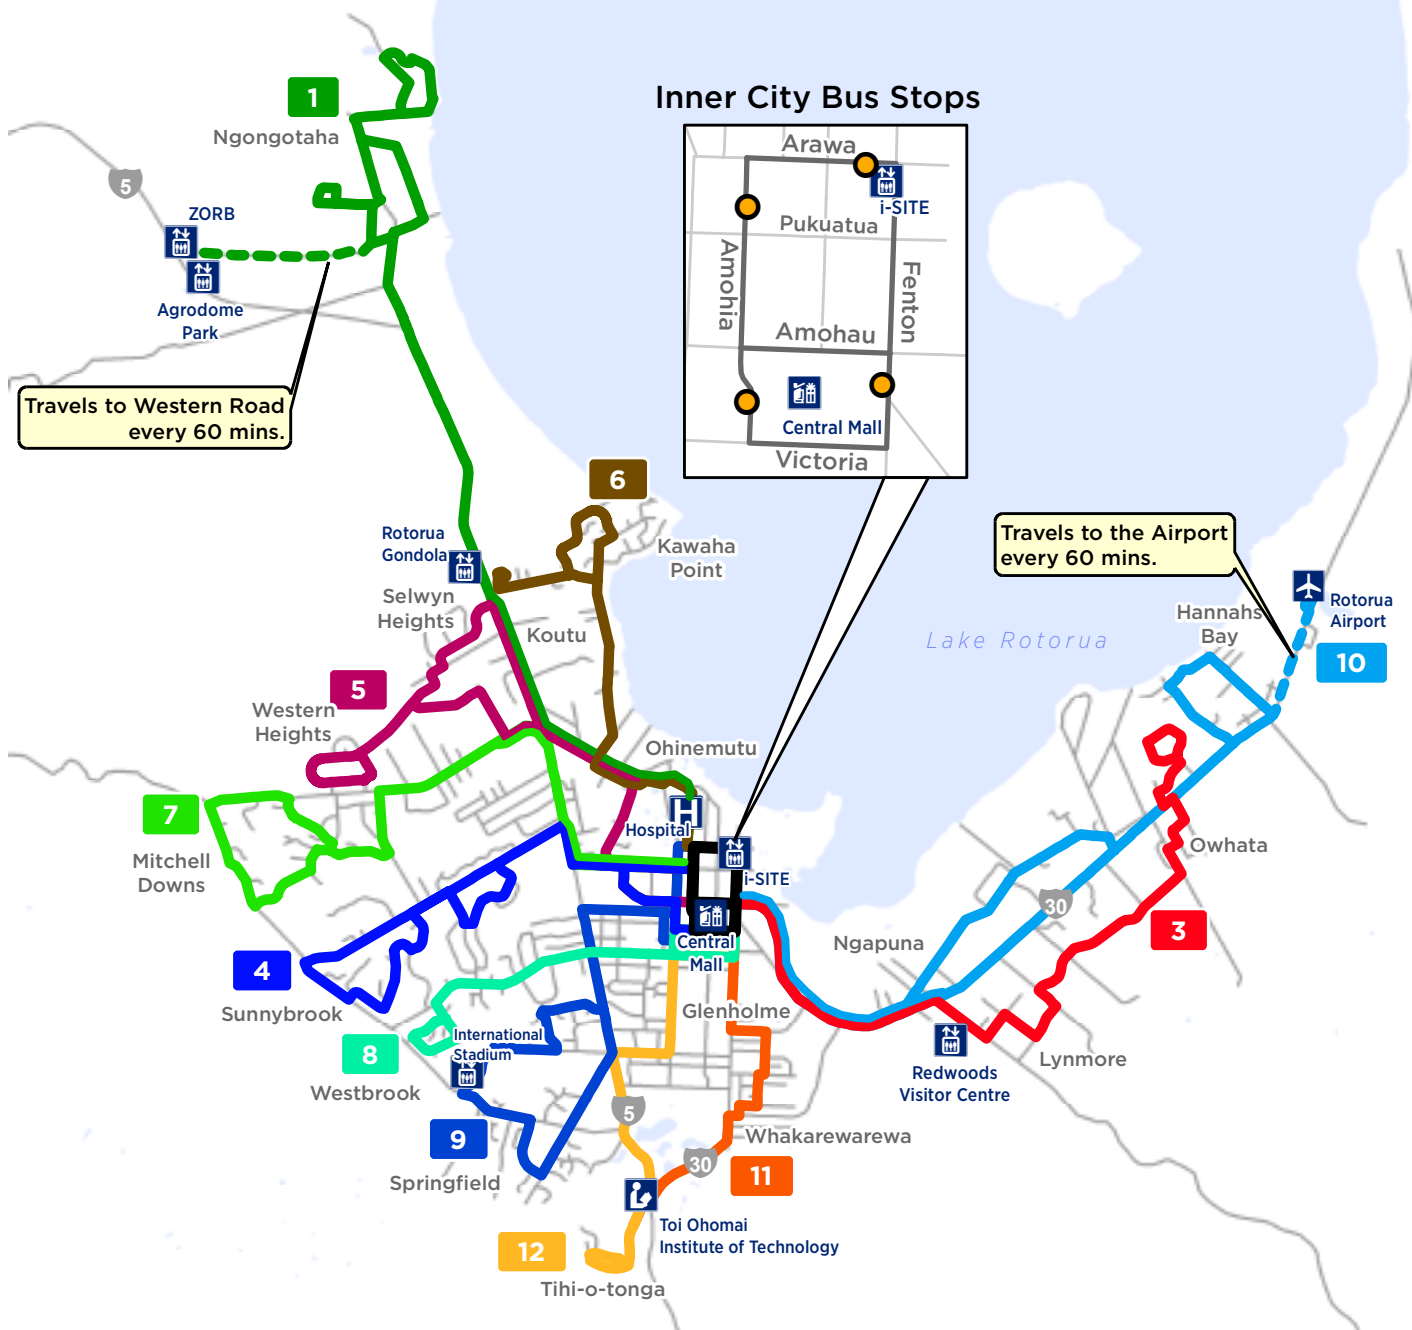 Inner City Bus Stops
1
Ngongotaha
5
ZORB
Agrodome
Park
Travels to Western Road
every 60 mins.
Arawa
i-SITE
Pukuatua
Amohia
Fenton
Amohau
Central Mall
Victoria
6
Kawaha
Point
Rotorua
Gondola
Selwyn
Heights
Koutu
5
Western
Heights
Travels to the Airport
every 60 mins.
Hannahs
Bay
Rotorua
Airport
10
Lake Rotorua
Ohinemutu
7
Mitchell
Downs
H
Hospital
i-SITE
Owhata
30
3
Central
Mall
Ngapuna
4
Sunnybrook
Glenholme
8
Westbrook
International
Stadium
Lynmore
Redwoods
Visitor Centre
5
9
Springfield
Whakarewarewa
30
11
Toi Ohomai
Institute of Technology
12
Tihi-o-tonga